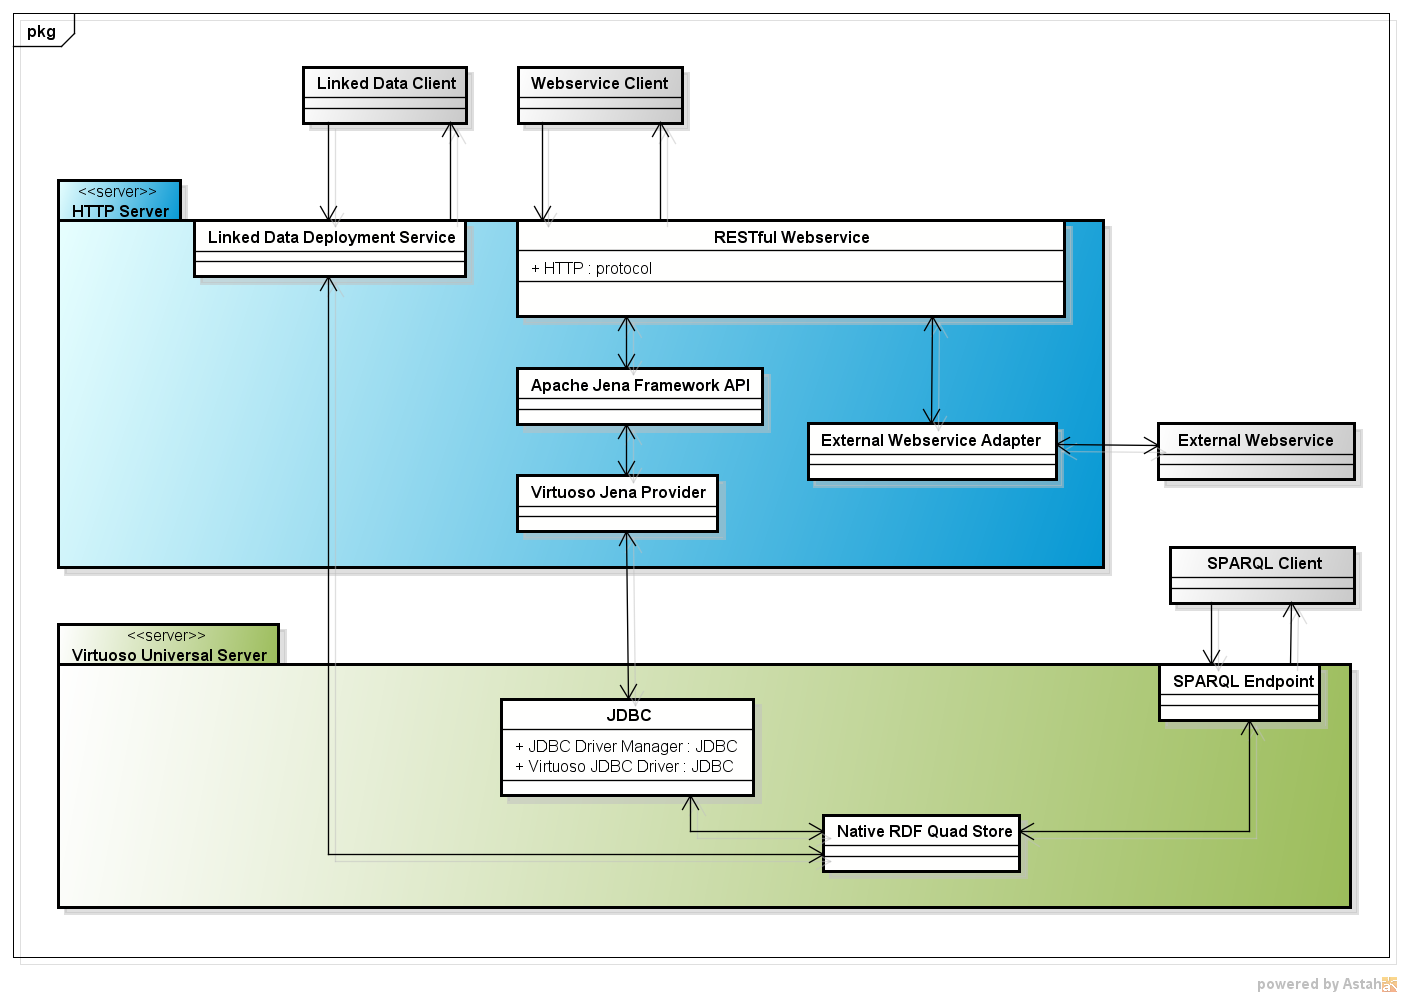 pkg
Linked Data Client
Webservice Client
<<server>>
HTTP Server
Linked Data Deployment Service
RESTful Webservice
+ HTTP : protocol
Apache Jena Framework API
External Webservice Adapter
External Webservice
Virtuoso Jena Provider
SPARQL Client
<<server>>
Virtuoso Universal Server
SPARQL Endpoint
JDBC
+ JDBC Driver Manager : JDBC
+ Virtuoso JDBC Driver : JDBC
Native RDF Quad Store
powered by Astah